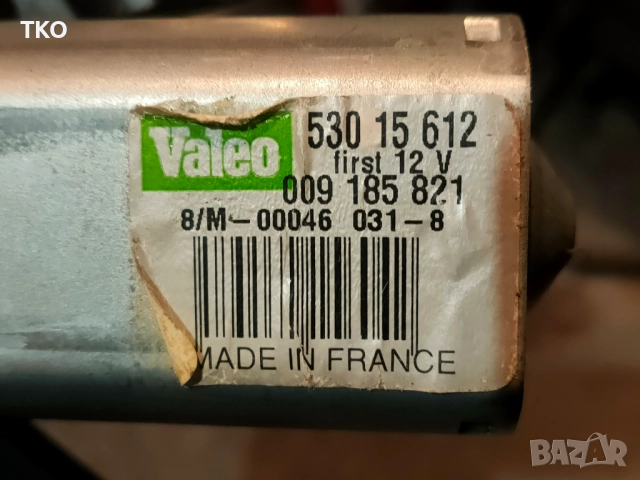 TKO
Valeo
530 15 612
first 12 V
009 185 821
8/M-00046 031-8
MADE IN FRANCE
BAZAR